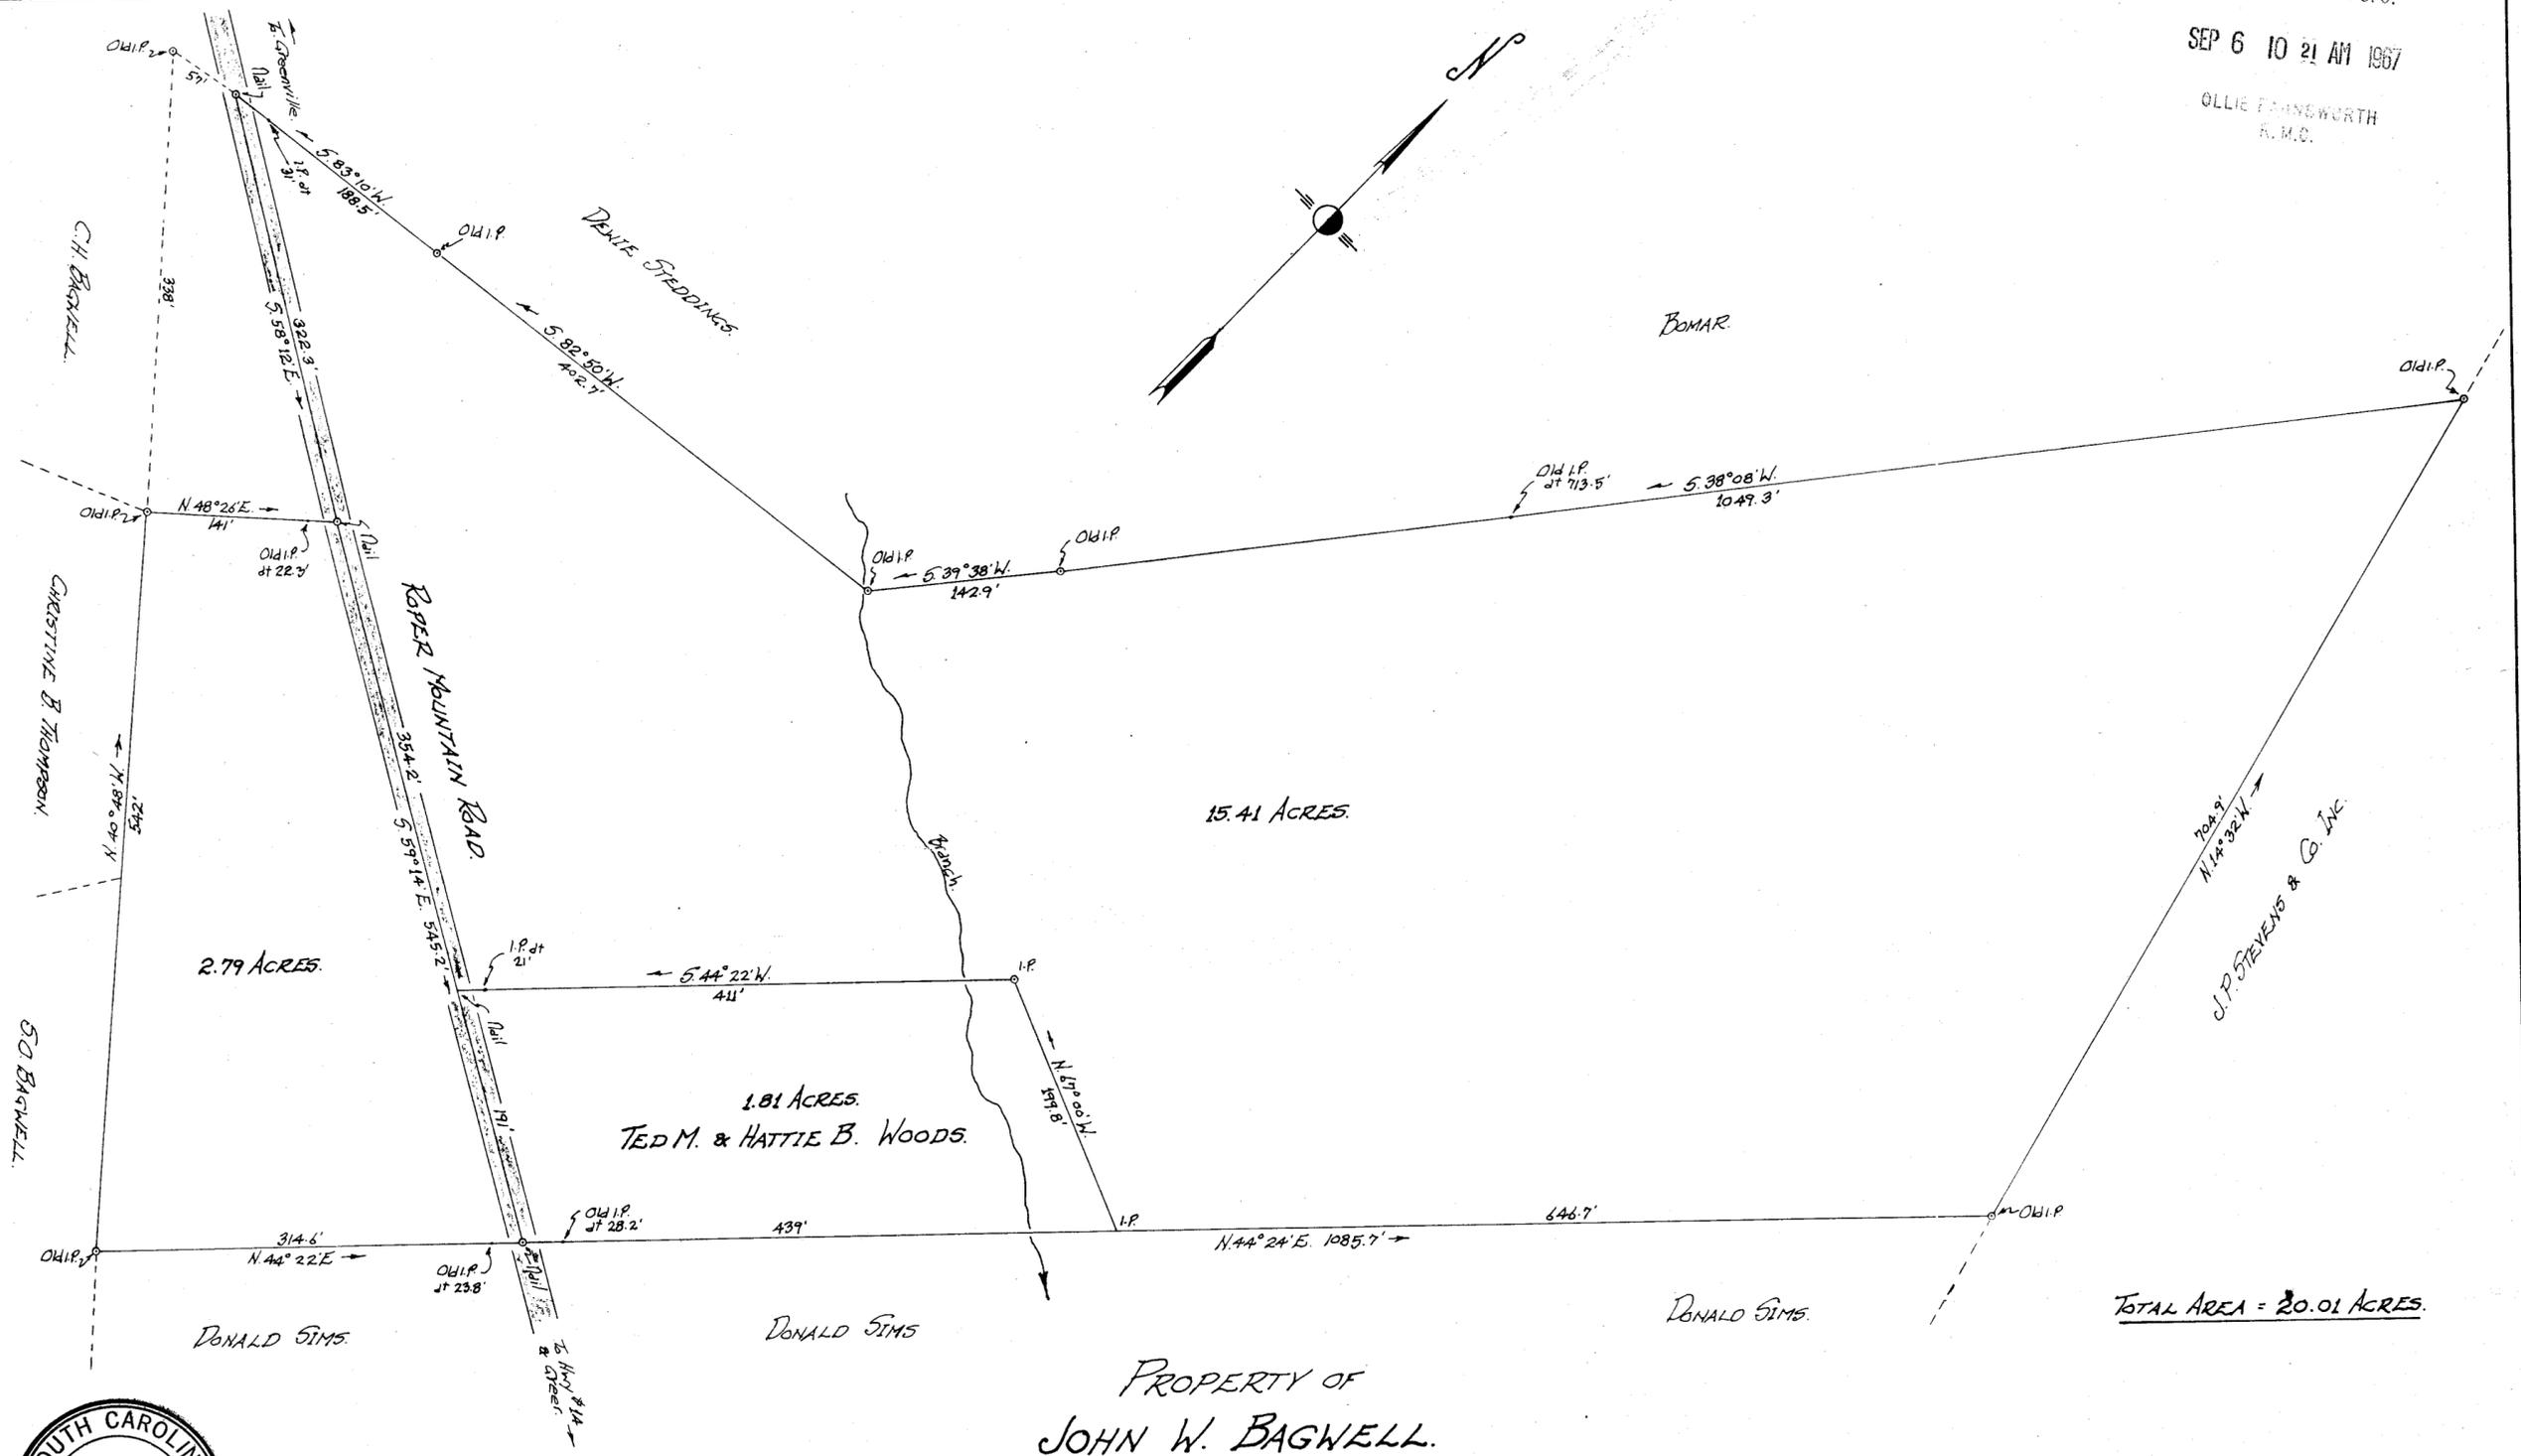 SEP 6 10 21 AM 1967
OLLIE FARNSWORTH
R.M.C.
N
Old I.P.
57'
Nail
To Greenville.
I.P. at
31'
S.83°10'W.
188.5'
Old I.P.
DEWIE STEDDINGS.
C.H. BAGWELL.
338'
322.3'
S.58°12'E.
S.82°50'W.
402.7'
BOMAR.
Old I.P.
Old I.P.
at 713.5'
S.38°08'W.
1049.3'
Old I.P.
N 48°26'E.
141'
Old I.P.
at 22.3'
Nail
Old I.P.
S.39°38'W.
142.9'
Old I.P.
CHRISTINE B. THOMPSON.
ROPER MOUNTAIN ROAD.
354.2'
S.59°14'E. 545.2'
N.40°48'W.
542'
Branch.
15.41 ACRES.
704.9'
N.14°32'W.
J.P. STEVENS & CO. INC.
2.79 ACRES.
I.P. at
21'
S.44°22'W.
411'
I.P.
Nail
S.O. BAGWELL.
191'
1.81 ACRES.
TED M. & HATTIE B. WOODS.
N.67°00'W.
199.8'
Old I.P.
314.6'
N.44°22'E
Old I.P.
at 23.8'
Nail
Old I.P.
at 28.2'
439'
I.P.
646.7'
N.44°24'E. 1085.7'
Old I.P.
DONALD SIMS.
DONALD SIMS
DONALD SIMS.
To Hwy #14
& Greer.
TOTAL AREA = 20.01 ACRES.
PROPERTY OF
JOHN W. BAGWELL.
SOUTH CAROLIN